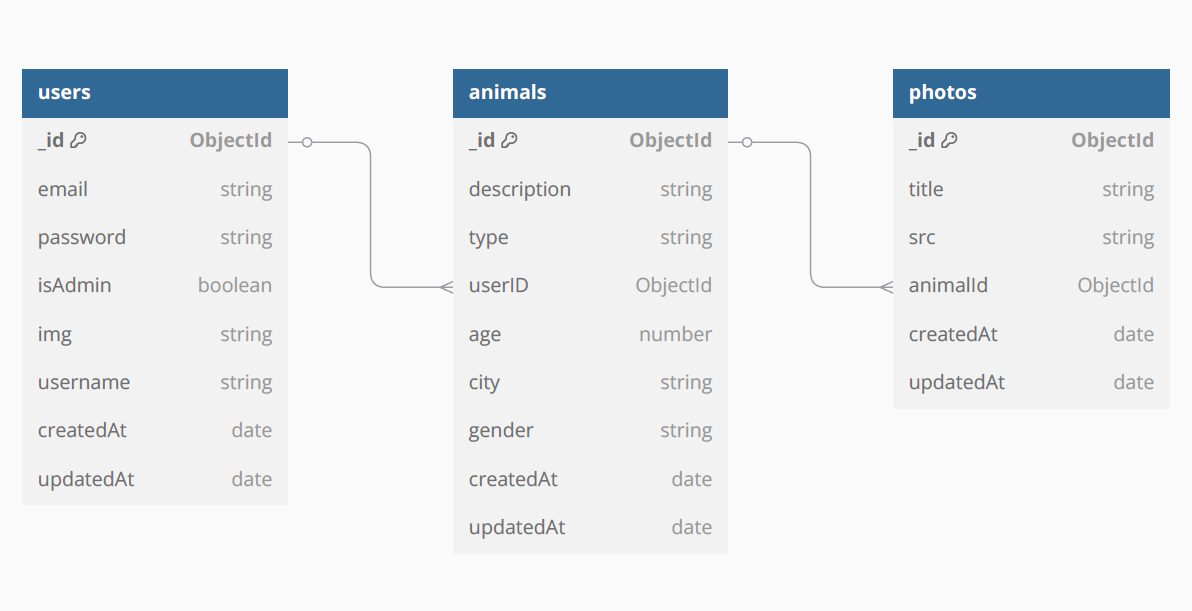 users
_id ObjectId
email string
password string
isAdmin boolean
img string
username string
createdAt date
updatedAt date
animals
_id ObjectId
description string
type string
userID ObjectId
age number
city string
gender string
createdAt date
updatedAt date
photos
_id ObjectId
title string
src string
animalId ObjectId
createdAt date
updatedAt date